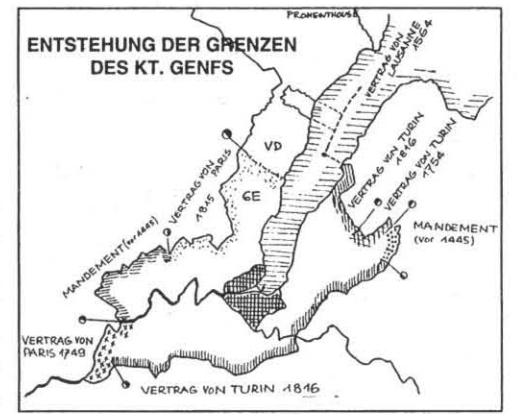 PROMENTHOUSE
ENTSTEHUNG DER GRENZEN
DES KT. GENFS
VERTRAG VON
LAUSANNE
1564
VD
GE
VERTRAG VON
PARIS
1815
VERTRAG VON TURIN
1816
VERTRAG VON TURIN
1754
MANDEMENT
(vor 1445)
MANDEMENT (vor 1445)
VERTRAG VON
PARIS 1749
VERTRAG VON TURIN 1816